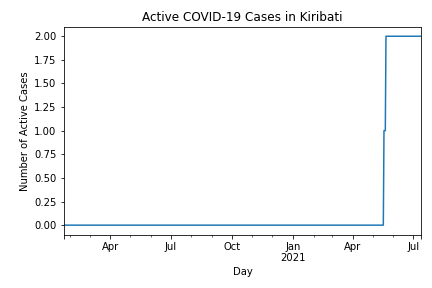 Active COVID-19 Cases in Kiribati
2.00
1.75
1.50
1.25
1.00
0.75
0.50
0.25
0.00
Number of Active Cases
Apr Jul Oct Jan Apr Jul
2021
Day